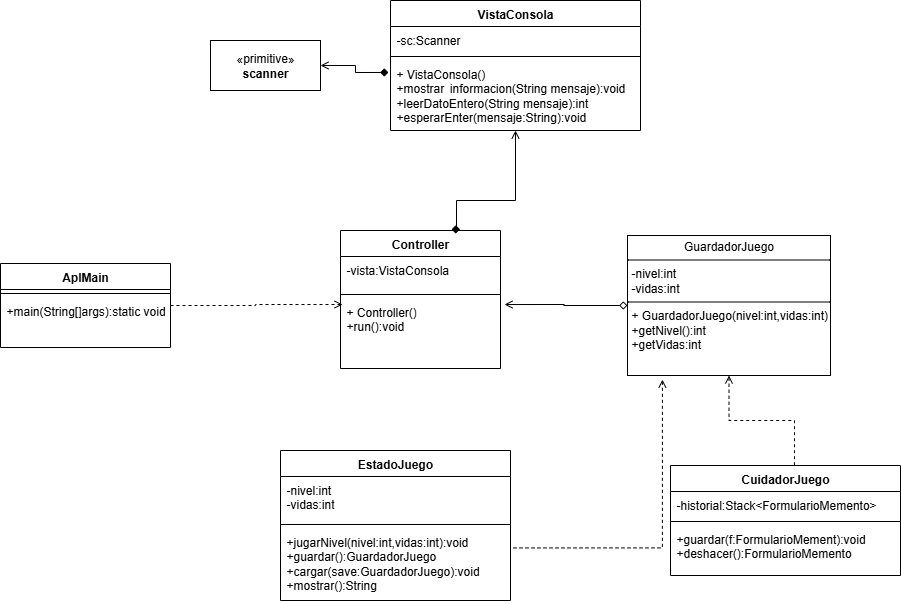 VistaConsola
-sc:Scanner
+ VistaConsola()
+mostrar informacion(String mensaje):void
+leerDatoEntero(String mensaje):int
+esperarEnter(mensaje:String):void
«primitive»
scanner
Controller
-vista:VistaConsola
+ Controller()
+run():void
AplMain
+main(String[]args):static void
GuardadorJuego
-nivel:int
-vidas:int
+ GuardadorJuego(nivel:int,vidas:int)
+getNivel():int
+getVidas:int
EstadoJuego
-nivel:int
-vidas:int
+jugarNivel(nivel:int,vidas:int):void
+guardar():GuardadorJuego
+cargar(save:GuardadorJuego):void
+mostrar():String
CuidadorJuego
-historial:Stack<FormularioMemento>
+guardar(f:FormularioMement):void
+deshacer():FormularioMemento